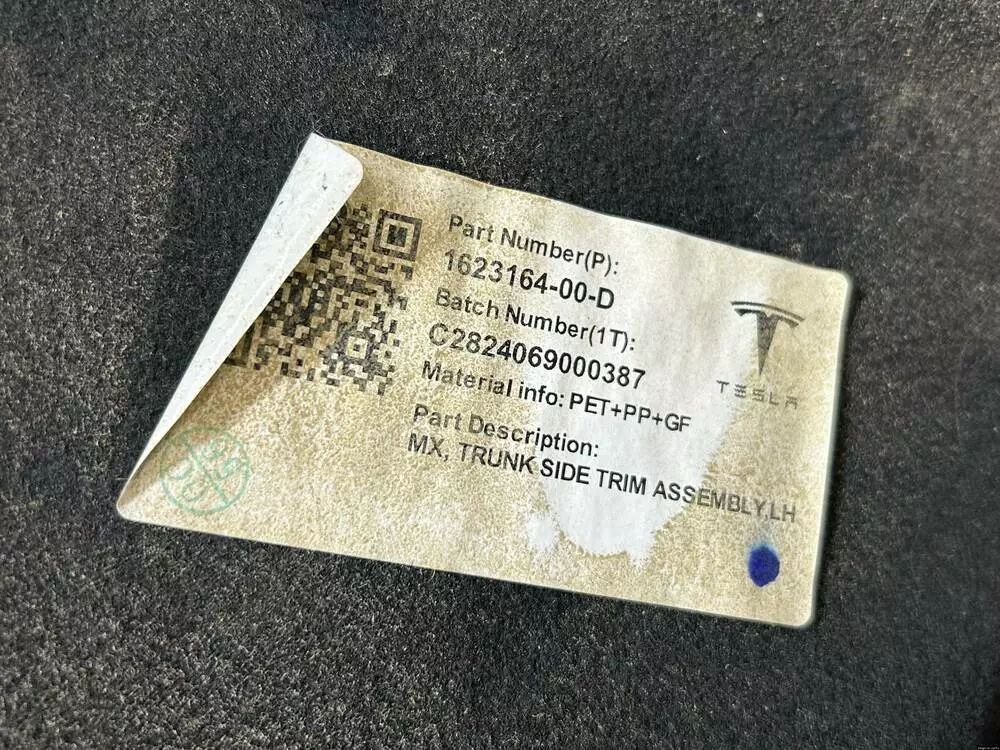 Part Number(P):
1623164-00-D
Batch Number(1T):
C2824069000387
Material info: PET+PP+GF
Part Description:
MX, TRUNK SIDE TRIM ASSEMBLY,LH
TESLA